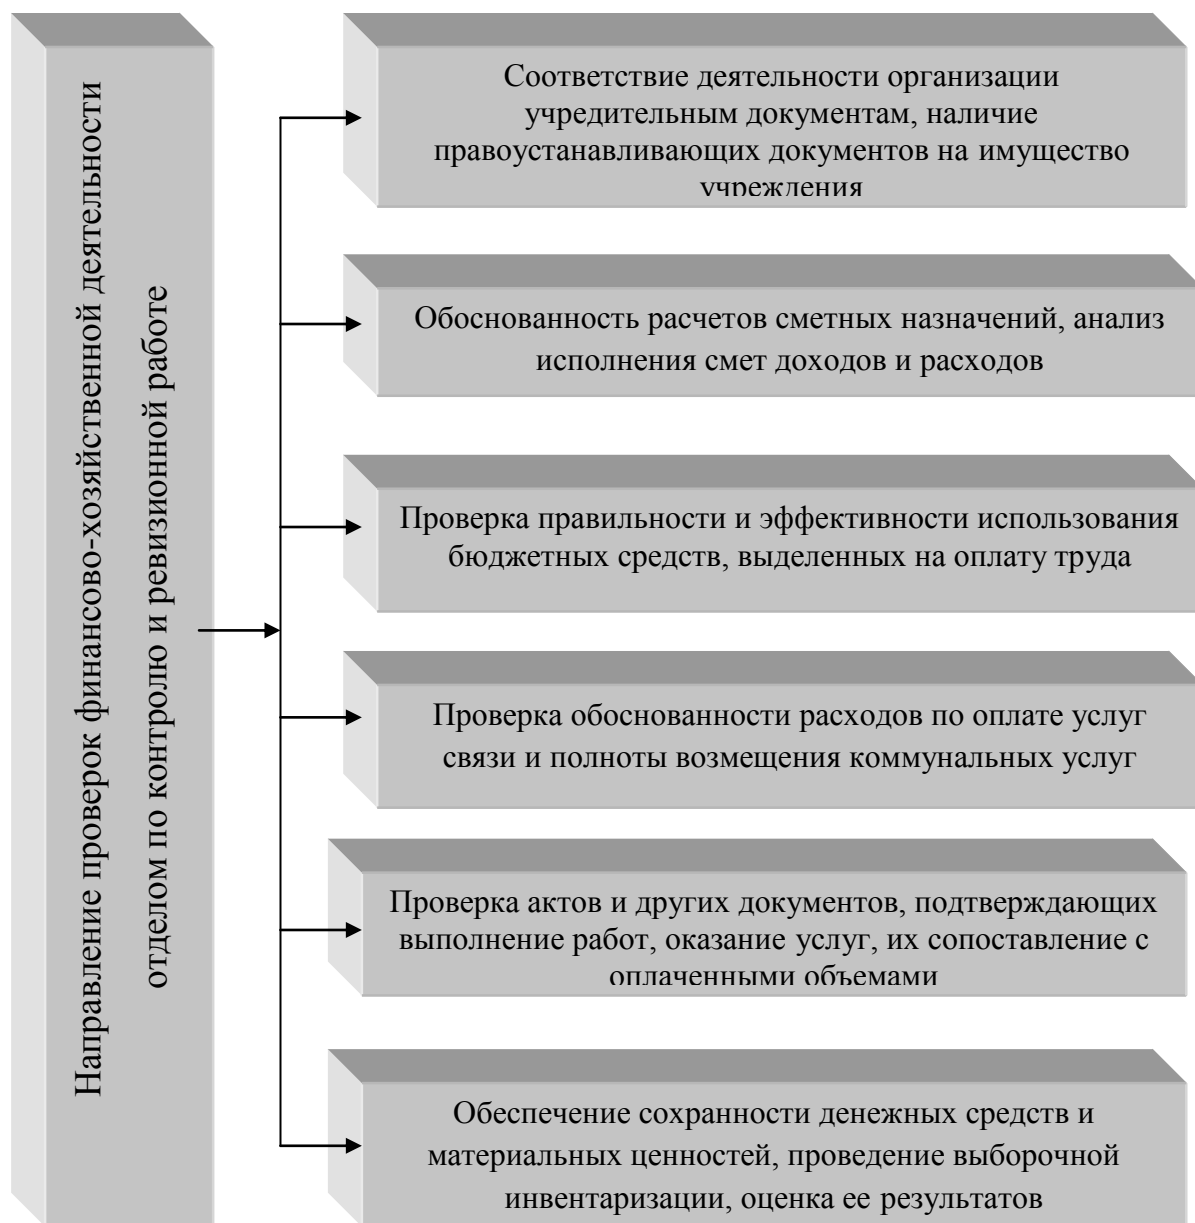 Направление проверок финансово-хозяйственной деятельности
отделом по контролю и ревизионной работе
Соответствие деятельности организации
учредительным документам, наличие
правоустанавливающих документов на имущество
учреждения
Обоснованность расчетов сметных назначений, анализ
исполнения смет доходов и расходов
Проверка правильности и эффективности использования
бюджетных средств, выделенных на оплату труда
Проверка обоснованности расходов по оплате услуг
связи и полноты возмещения коммунальных услуг
Проверка актов и других документов, подтверждающих
выполнение работ, оказание услуг, их сопоставление с
оплаченными объемами
Обеспечение сохранности денежных средств и
материальных ценностей, проведение выборочной
инвентаризации, оценка ее результатов